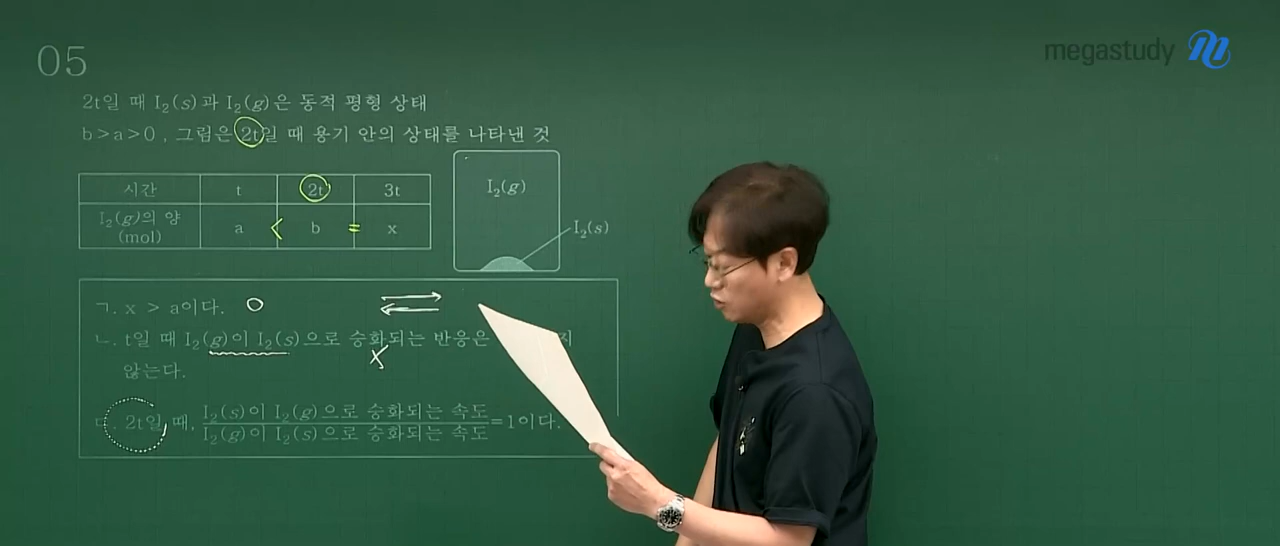 05
megastudy
2t일 때 I₂(s)과 I₂(g)은 동적 평형 상태
b>a>0, 그림은 2t일 때 용기 안의 상태를 나타낸 것
시간 t 2t 3t
I₂(g)의 양 (mol) a < b = x
I₂(g)
I₂(s)
ㄱ. x > a이다. O
ㄴ. t일 때 I₂(g)이 I₂(s)으로 승화되는 반응은 지
X
않는다.
ㄷ. 2t일 때, I₂(s)이 I₂(g)으로 승화되는 속도
I₂(g)이 I₂(s)으로 승화되는 속도 =1이다.